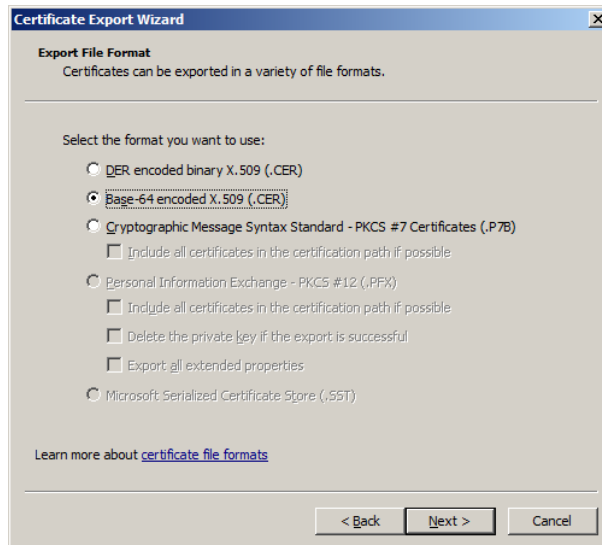 Certificate Export Wizard
Export File Format
Certificates can be exported in a variety of file formats.
Select the format you want to use:
DER encoded binary X.509 (.CER)
Base-64 encoded X.509 (.CER)
Cryptographic Message Syntax Standard - PKCS #7 Certificates (.P7B)
Include all certificates in the certification path if possible
Personal Information Exchange - PKCS #12 (.PFX)
Include all certificates in the certification path if possible
Delete the private key if the export is successful
Export all extended properties
Microsoft Serialized Certificate Store (.SST)
Learn more about certificate file formats
< Back Next > Cancel